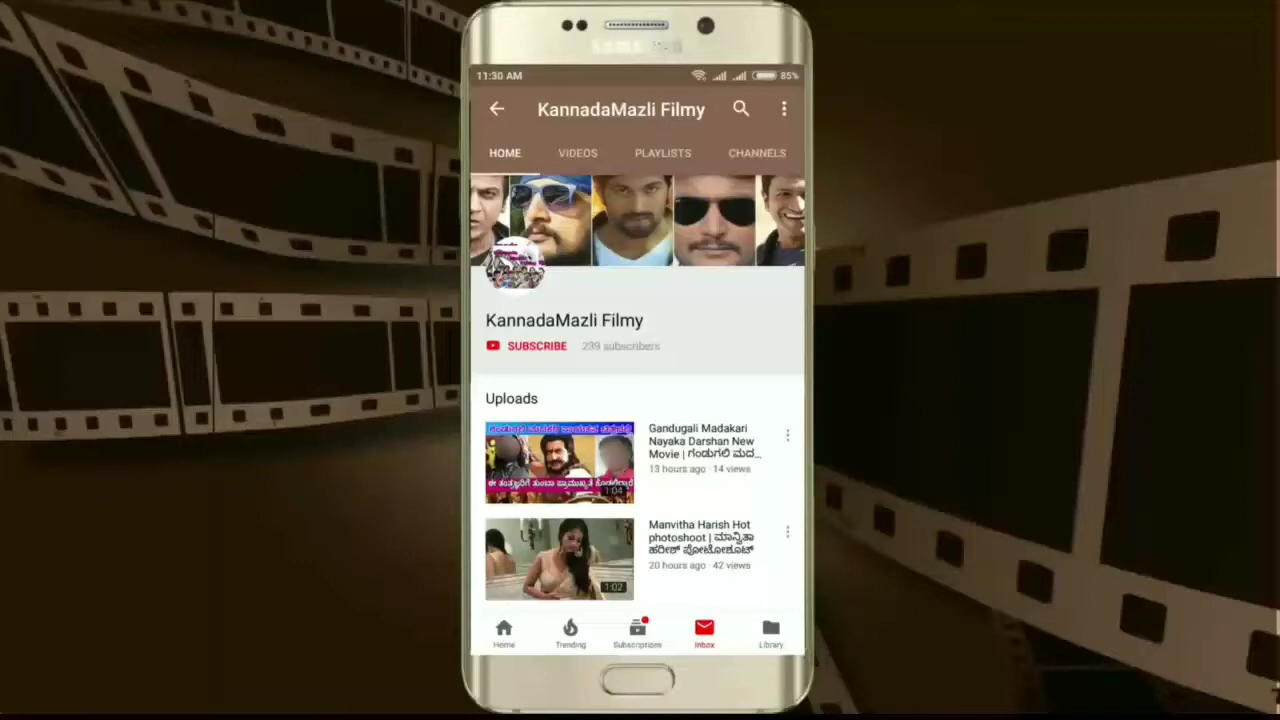 SAMSUNG
11:30 AM
85%
KannadaMazli Filmy
HOME VIDEOS PLAYLISTS CHANNELS
KannadaMazli Filmy
SUBSCRIBE 239 subscribers
Uploads
Gandugali Madakari
Nayaka Darshan New
Movie | ಗಂಡುಗಲಿ ಮದ...
13 hours ago · 14 views
1:04
Manvitha Harish Hot
photoshoot | ಮಾನ್ವಿತಾ
ಹರೀಶ್ ಪೋಟೋಶೂಟ್
20 hours ago · 42 views
1:02
Home Trending Subscriptions Inbox Library